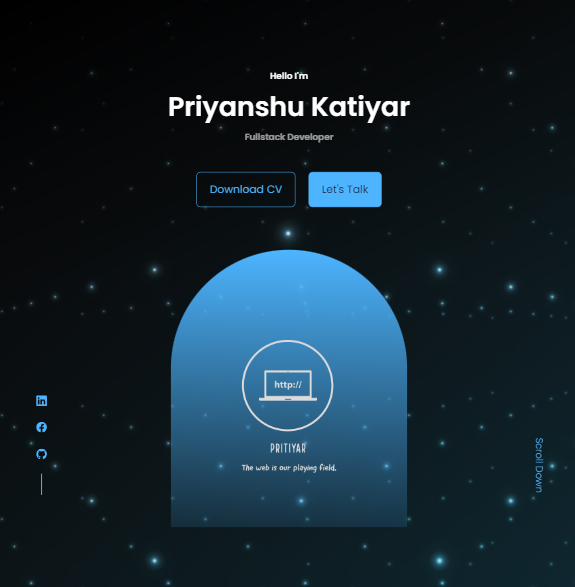 Hello I'm
Priyanshu Katiyar
Fullstack Developer
Download CV
Let's Talk
http://
PRITIYAR
The web is our playing field.
Scroll Down